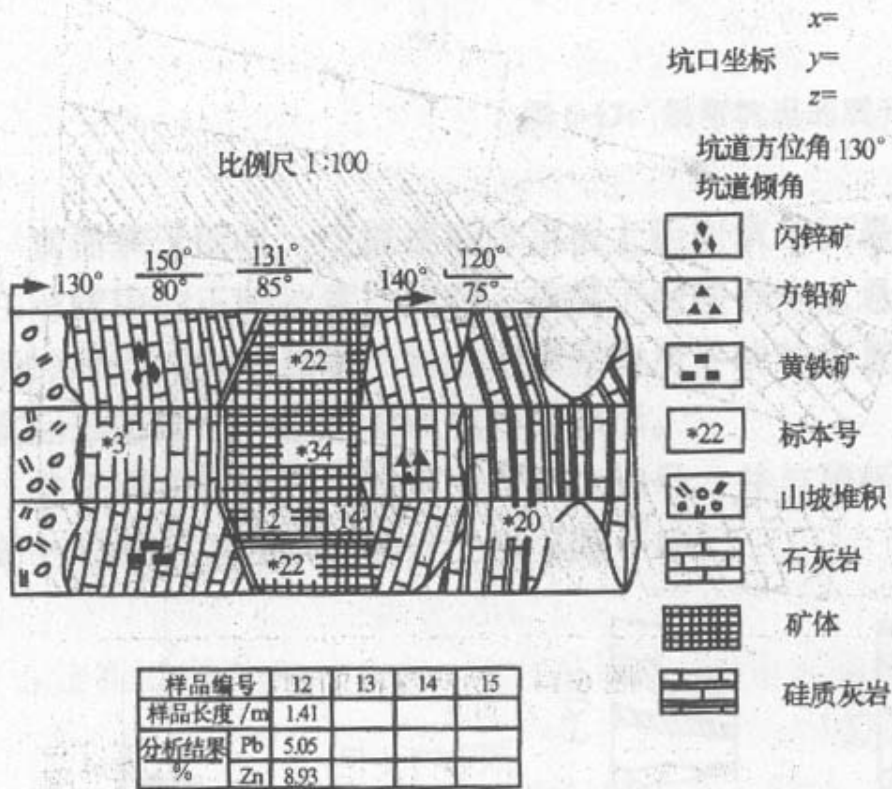 x=
坑口坐标 y=
z=
比例尺 1:100
坑道方位角 130°
坑道倾角
130° 150° 80° 131° 85° 140° 120° 75°
*22
*3 *34
12 14 *20
*22
闪锌矿
方铅矿
黄铁矿
*22 标本号
山坡堆积
石灰岩
矿体
硅质灰岩
样品编号 12 13 14 15
样品长度 /m 1.41
分析结果 % Pb 5.05
Zn 8.93